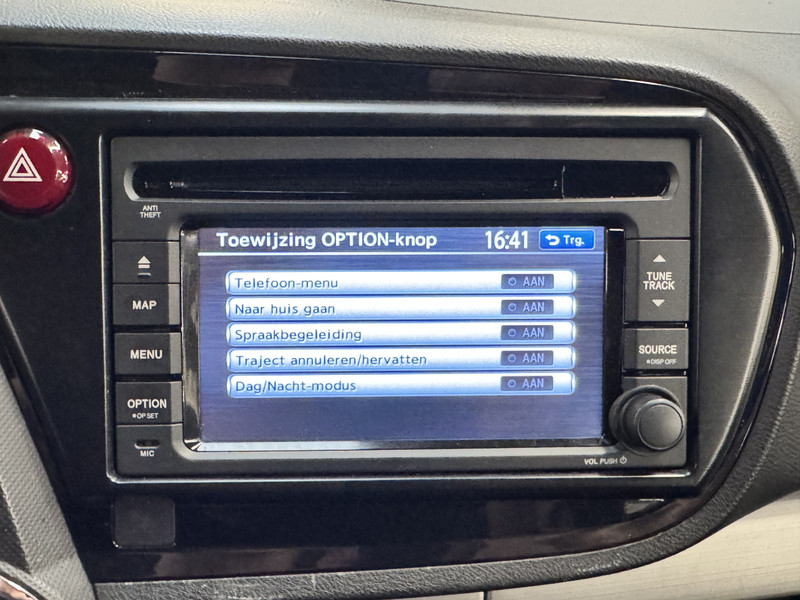 ANTI
THEFT
Toewijzing OPTION-knop 16:41 Trg.
Telefoon-menu AAN
Naar huis gaan AAN
Spraakbegeleiding AAN
Traject annuleren/hervatten AAN
Dag/Nacht-modus AAN
MAP
MENU
OPTION
OP SET
MIC
TUNE
TRACK
SOURCE
DISP OFF
VOL PUSH